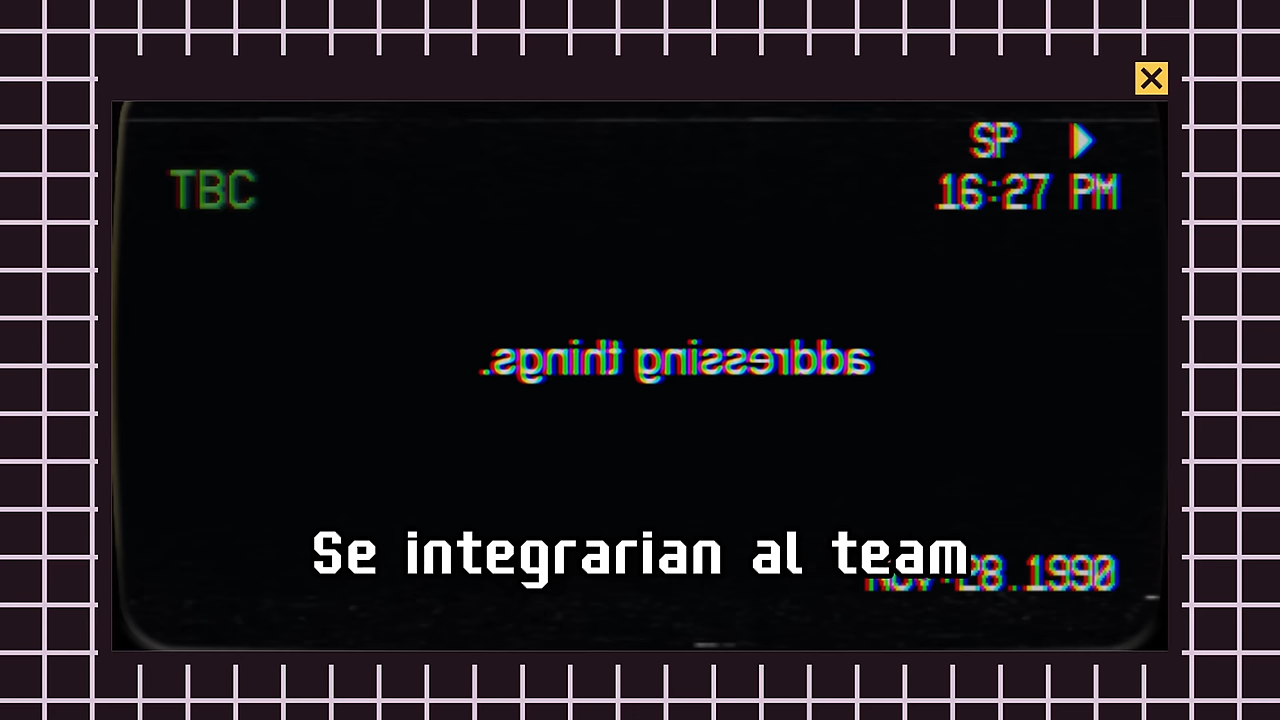 SP
TBC
16:27 PM
addressing things.
Se integrarian al team
28.1990